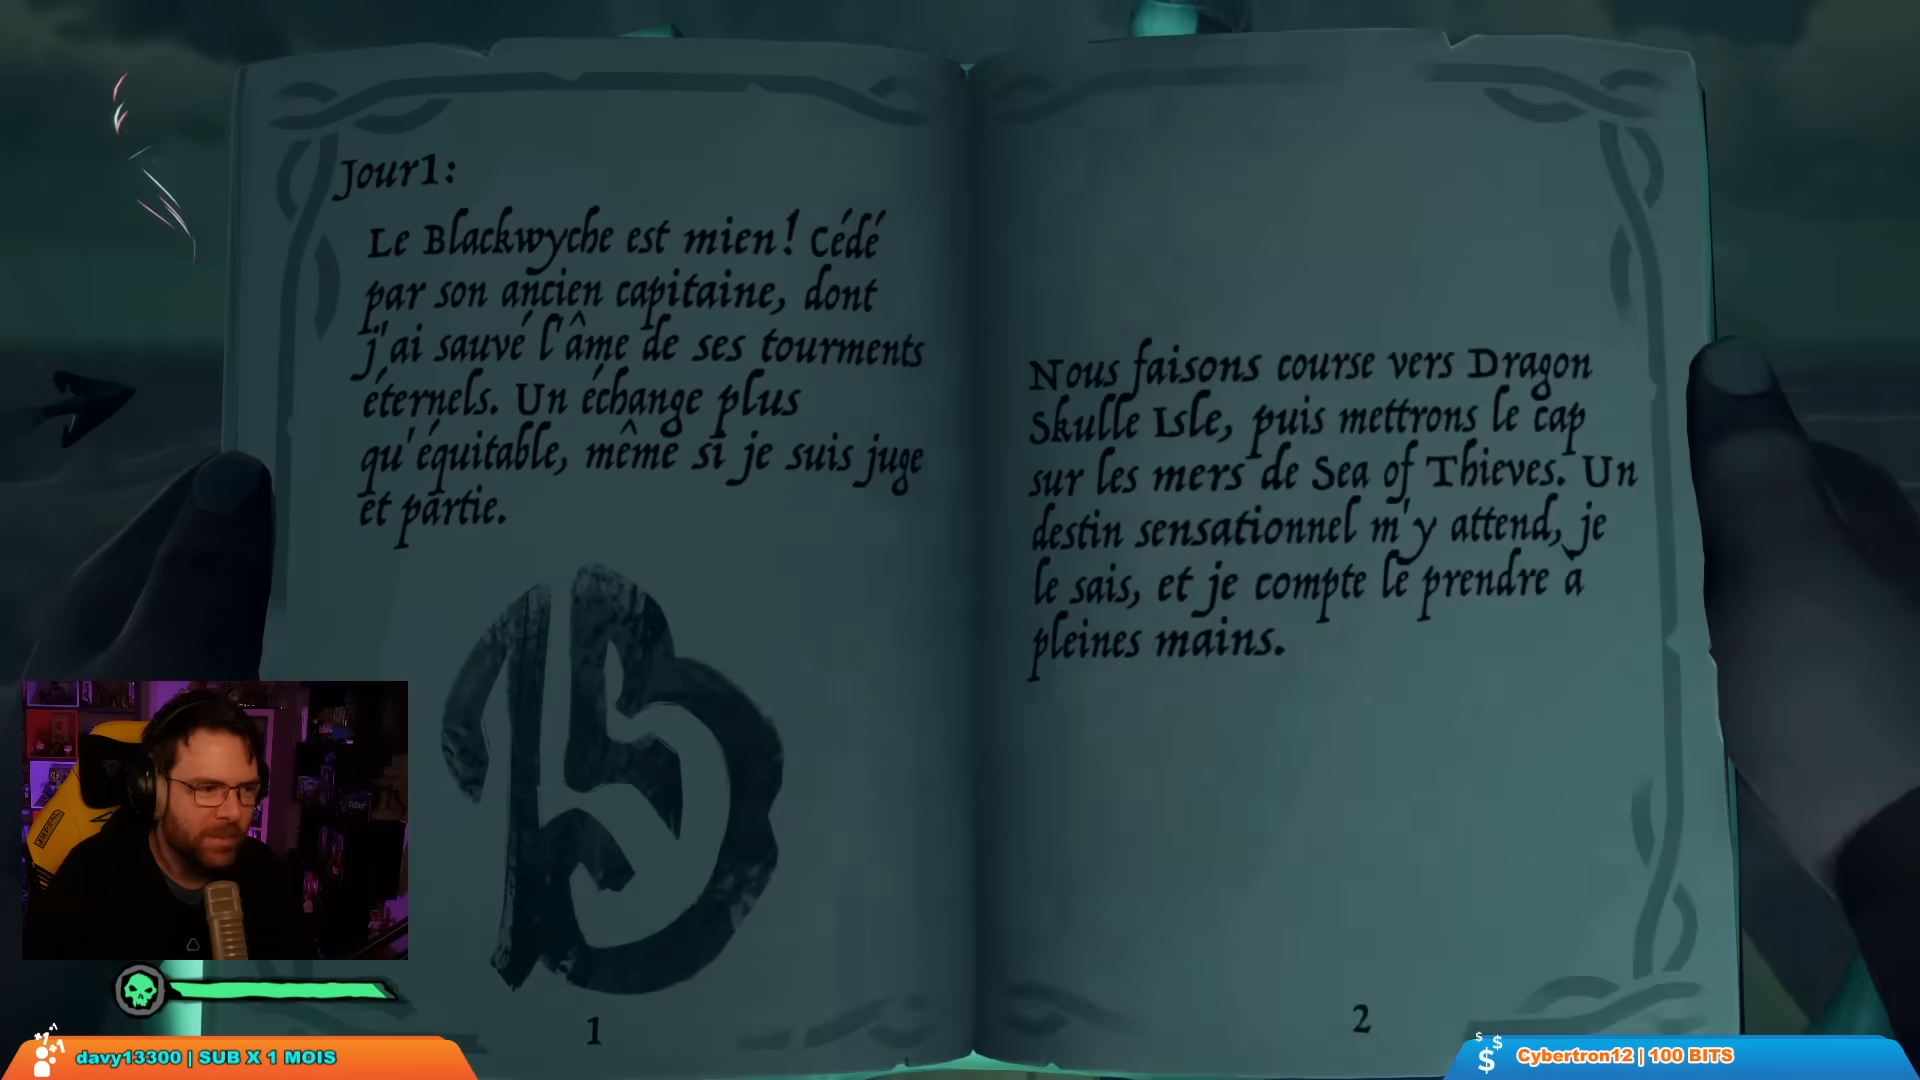 Jour1:
Le Blackwyche est mien! Cédé
par son ancien capitaine, dont
j'ai sauvé l'âme de ses tourments
éternels. Un échange plus
qu'équitable, même si je suis juge
et partie.
1
Nous faisons course vers Dragon
Skulle Isle, puis mettrons le cap
sur les mers de Sea of Thieves. Un
destin sensationnel m'y attend, je
le sais, et je compte le prendre à
pleines mains.
2
davy13300 | SUB X 1 MOIS
Cybertron12 | 100 BITS